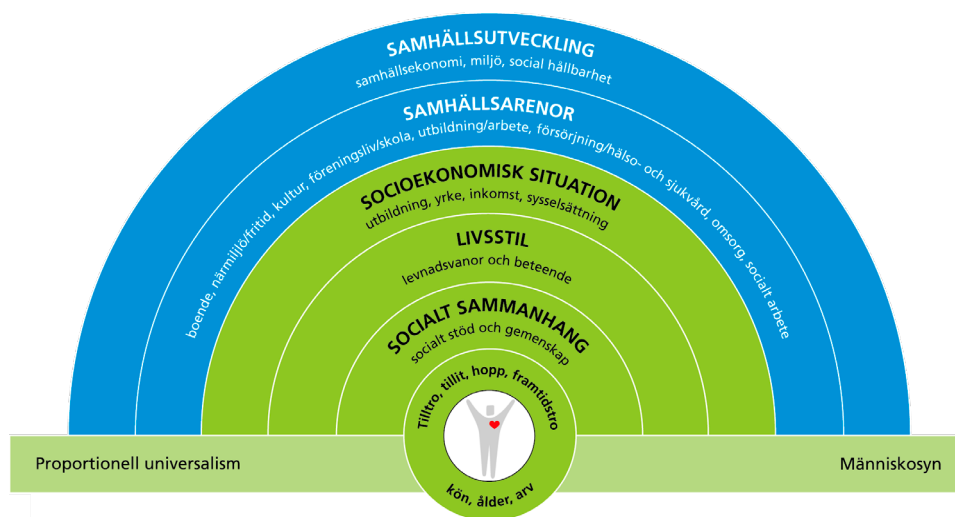 SAMHÄLLSUTVECKLING
samhällsekonomi, miljö, social hållbarhet
SAMHÄLLSARENOR
boende, närmiljlö/fritid, kultur, föreningsliv/skola, utbildning/arbete, försörjning/hälso- och sjukvård, omsorg, socialt arbete
SOCIOEKONOMISK SITUATION
utbildning, yrke, inkomst, sysselsättning
LIVSSTIL
levnadsvanor och beteende
SOCIALT SAMMANHANG
socialt stöd och gemenskap
Tilltro, tillit, hopp, framtidstro
kön, ålder, arv
Proportionell universalism
Människosyn